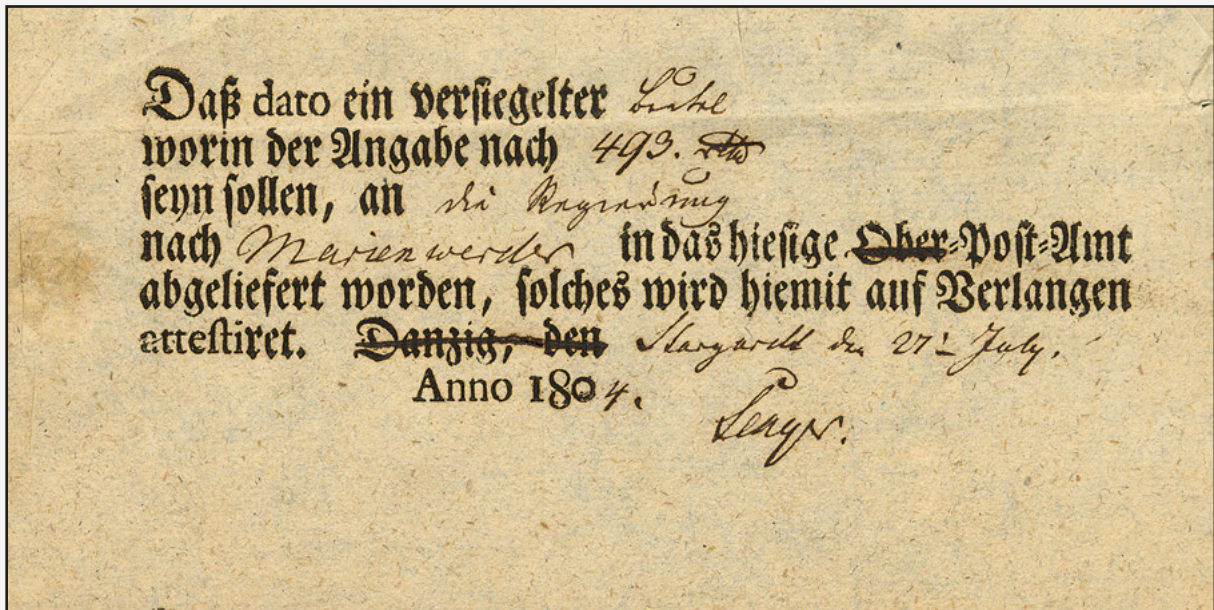 Daß dato ein versiegelter Beutel
worin der Angabe nach 493. rtlr
seyn sollen, an die Regierung
nach Marienwerder in das hiesige Ober-Post-Amt
abgeliefert worden, solches wird hiemit auf Verlangen
attestiret. Danzig, den Stargardt den 27t July.
Anno 1804.